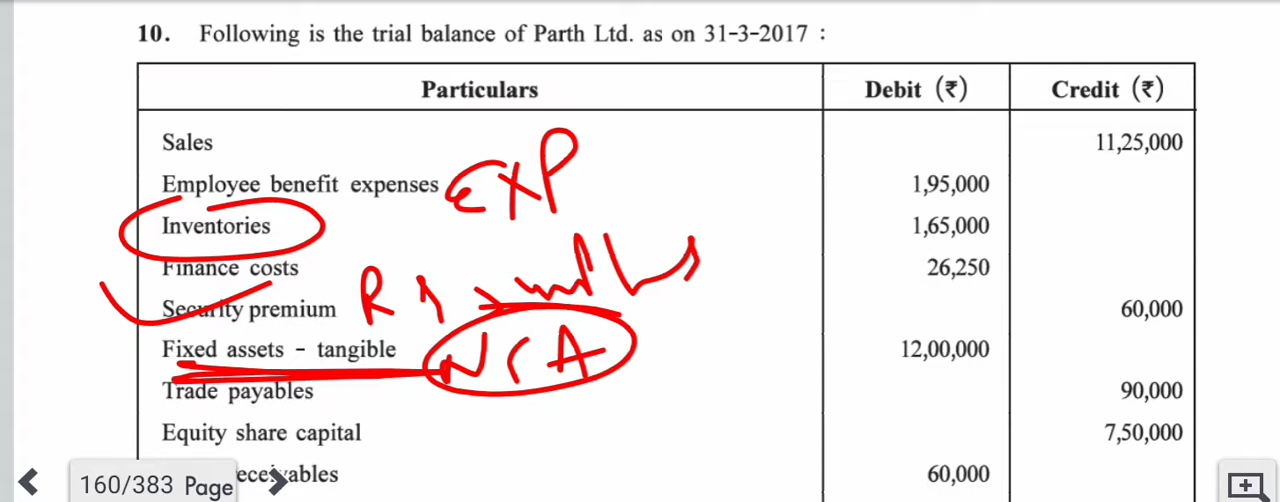 10. Following is the trial balance of Parth Ltd. as on 31-3-2017 :
Particulars Debit (₹) Credit (₹)
Sales 11,25,000
Employee benefit expenses EXP 1,95,000
Inventories 1,65,000
Finance costs 26,250
Security premium 60,000
Fixed assets - tangible NCA 12,00,000
Trade payables 90,000
Equity share capital 7,50,000
eceivables 60,000
160/383 Page